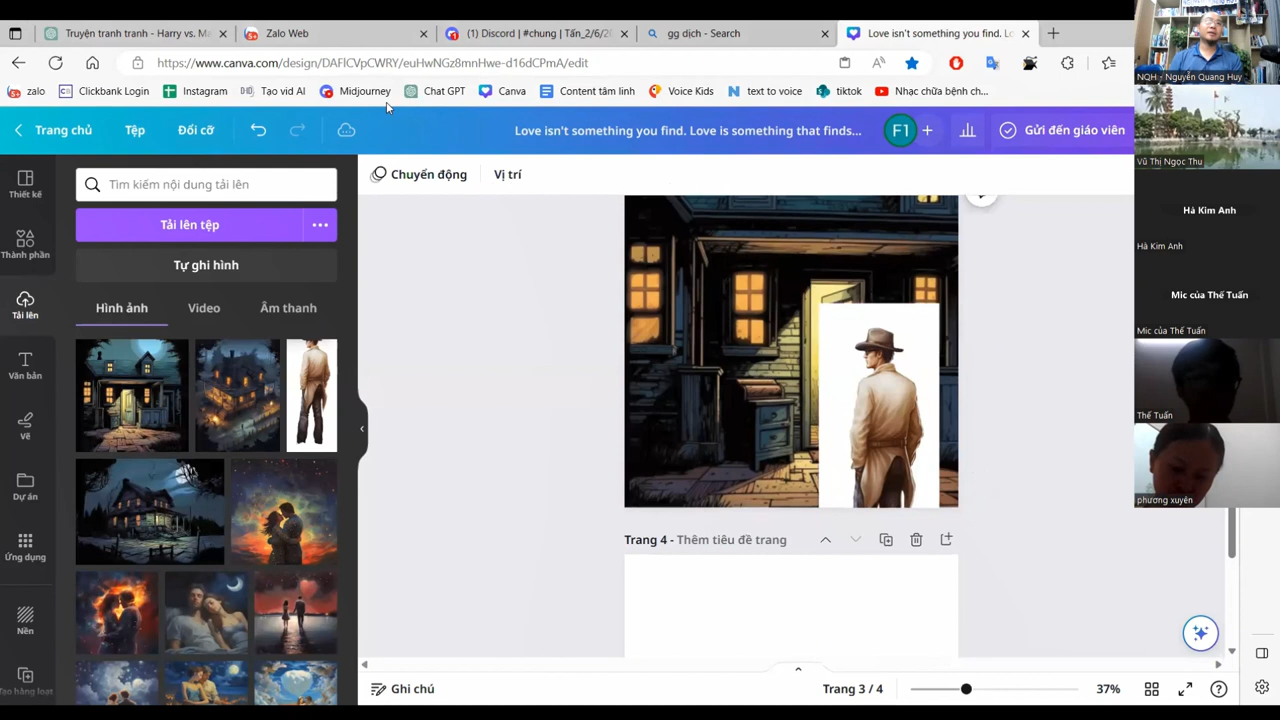 Truyện tranh tranh - Harry vs. Ma
Zalo Web
(1) Discord | #chung | Tấn_2/6/20
gg dịch - Search
Love isn't something you find. Lo
https://www.canva.com/design/DAFlCVpCWRY/euHwNGz8mnHwe-d16dCPmA/edit
zalo
Clickbank Login
Instagram
Tạo vid AI
Midjourney
Chat GPT
Canva
Content tâm linh
Voice Kids
text to voice
tiktok
Nhạc chữa bệnh ch...
Trang chủ
Tệp
Đổi cỡ
Love isn't something you find. Love is something that finds...
F1
Gửi đến giáo viên
Thiết kế
Thành phần
Tải lên
Văn bản
Vẽ
Dự án
Ứng dụng
Nền
Tạo hàng loạt
Tìm kiếm nội dung tải lên
Tải lên tệp
Tự ghi hình
Hình ảnh
Video
Âm thanh
Chuyển động
Vị trí
Trang 4 - Thêm tiêu đề trang
Ghi chú
Trang 3 / 4
37%
NQH - Nguyễn Quang Huy
Vũ Thị Ngọc Thu
Hà Kim Anh
Hà Kim Anh
Mic của Thế Tuấn
Mic của Thế Tuấn
Thế Tuấn
phương xuyên